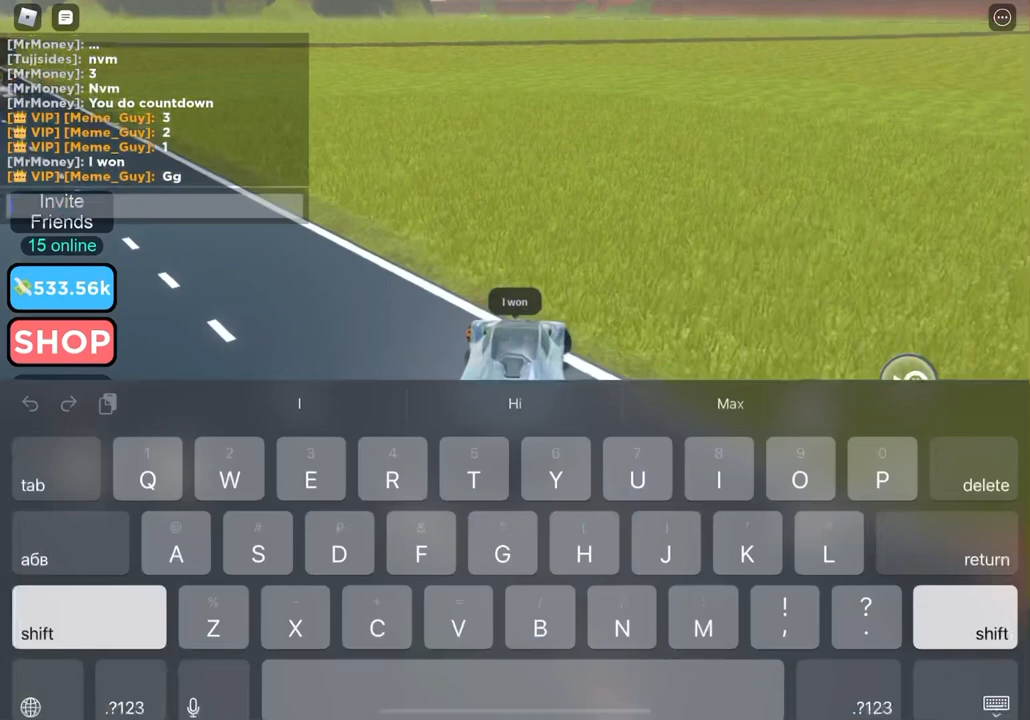 [MrMoney]: ...
[Tujjsides]: nvm
[MrMoney]: 3
[MrMoney]: Nvm
[MrMoney]: You do countdown
[👑 VIP] [Meme_Guy]: 3
[👑 VIP] [Meme_Guy]: 2
[👑 VIP] [Meme_Guy]: 1
[MrMoney]: I won
[👑 VIP] [Meme_Guy]: Gg
Invite
Friends
15 online
533.56k
SHOP
I won
I Hi Max
1 2 3 4 5 6 7 8 9 0
tab Q W E R T Y U I O P delete
@ # ₽ & * ( ) ' "
абв A S D F G H J K L return
% - + = / ; : ! ?
shift Z X C V B N M , . shift
.?123 .?123